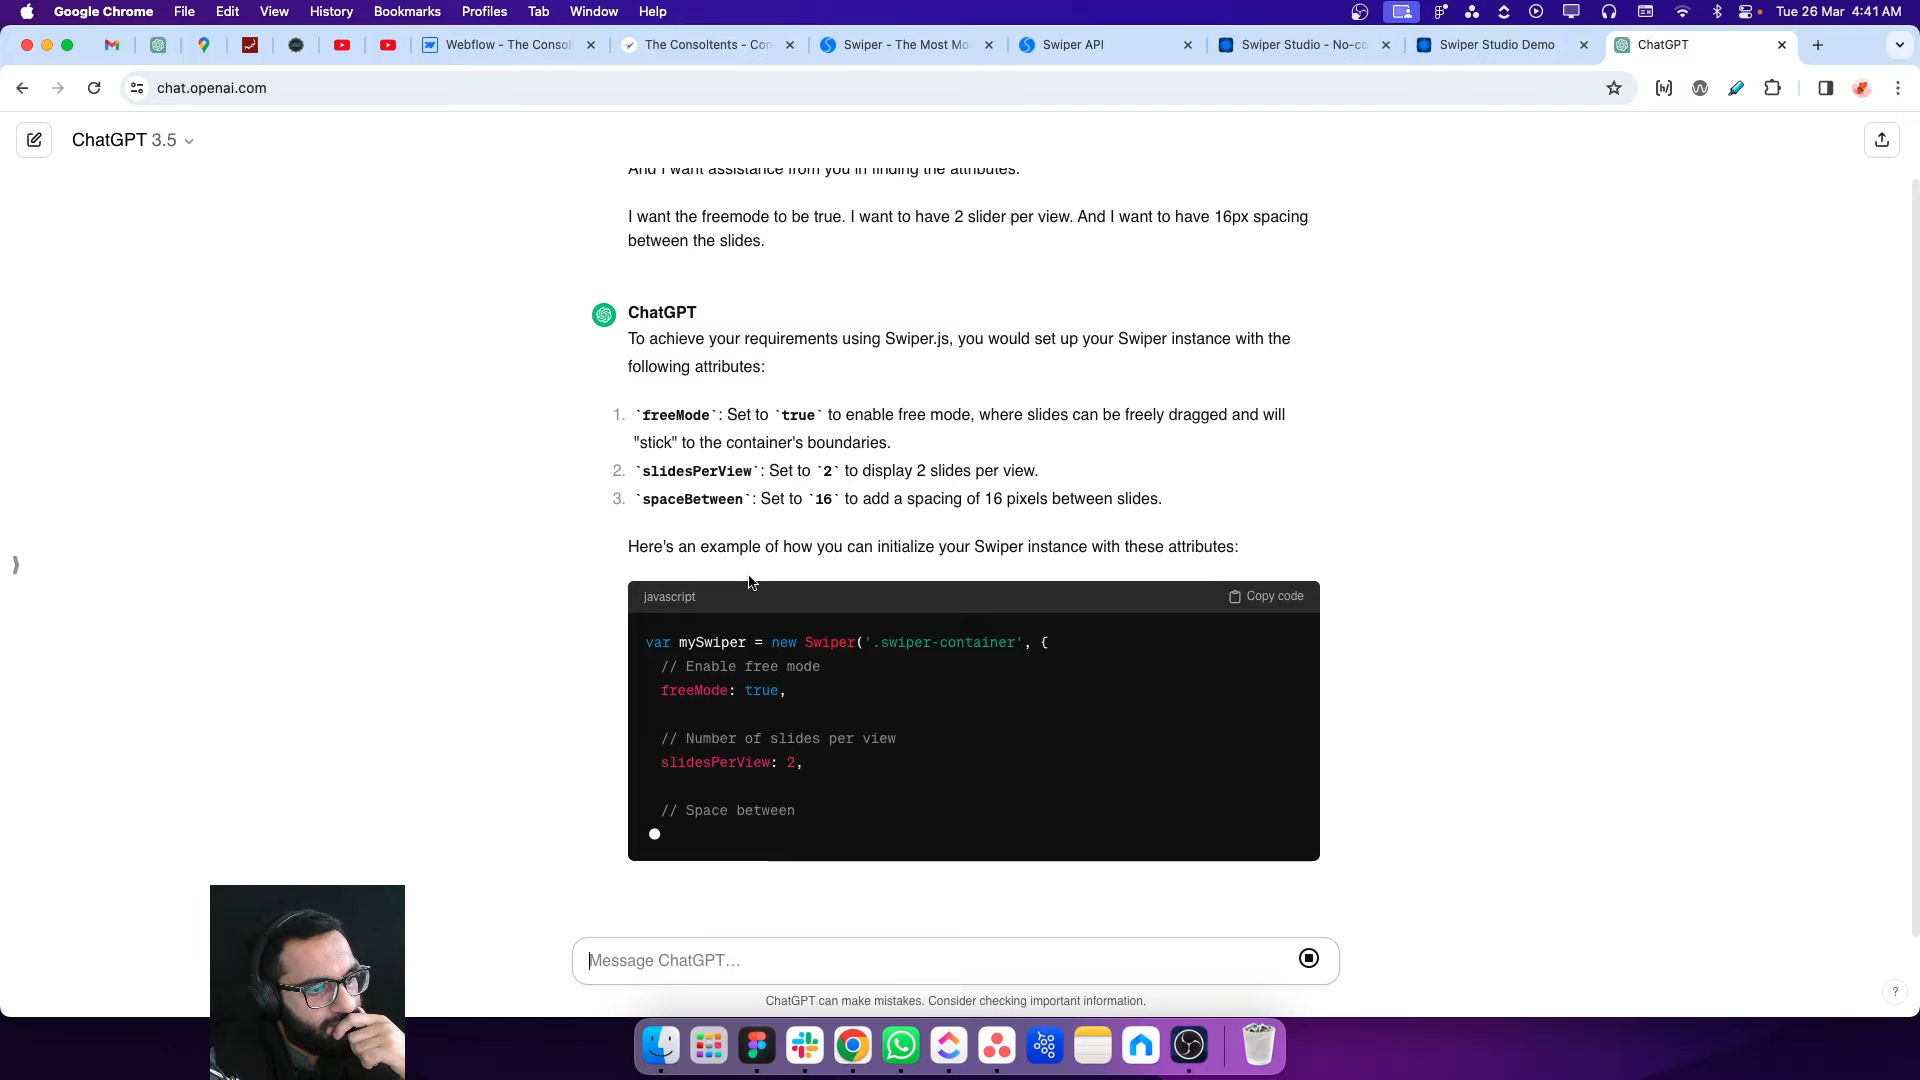 Google Chrome File Edit View History Bookmarks Profiles Tab Window Help Tue 26 Mar 4:41 AM
Webflow - The Consol The Consoltents - Con Swiper - The Most Mo Swiper API Swiper Studio - No-co Swiper Studio Demo ChatGPT
chat.openai.com
ChatGPT 3.5
And I want assistance from you in finding the attributes.
I want the freemode to be true. I want to have 2 slider per view. And I want to have 16px spacing
between the slides.
ChatGPT
To achieve your requirements using Swiper.js, you would set up your Swiper instance with the
following attributes:
1. `freeMode`: Set to `true` to enable free mode, where slides can be freely dragged and will
"stick" to the container's boundaries.
2. `slidesPerView`: Set to `2` to display 2 slides per view.
3. `spaceBetween`: Set to `16` to add a spacing of 16 pixels between slides.
Here's an example of how you can initialize your Swiper instance with these attributes:
javascript Copy code
var mySwiper = new Swiper('.swiper-container', {
// Enable free mode
freeMode: true,
// Number of slides per view
slidesPerView: 2,
// Space between
Message ChatGPT…
ChatGPT can make mistakes. Consider checking important information.
?